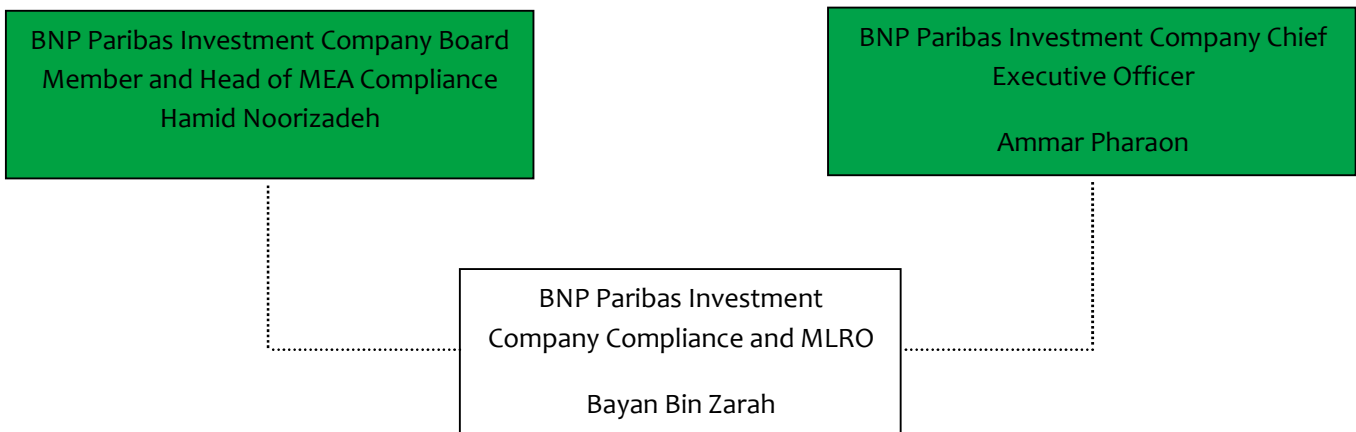 BNP Paribas Investment Company Board
Member and Head of MEA Compliance
Hamid Noorizadeh
BNP Paribas Investment Company Chief
Executive Officer
Ammar Pharaon
BNP Paribas Investment
Company Compliance and MLRO
Bayan Bin Zarah